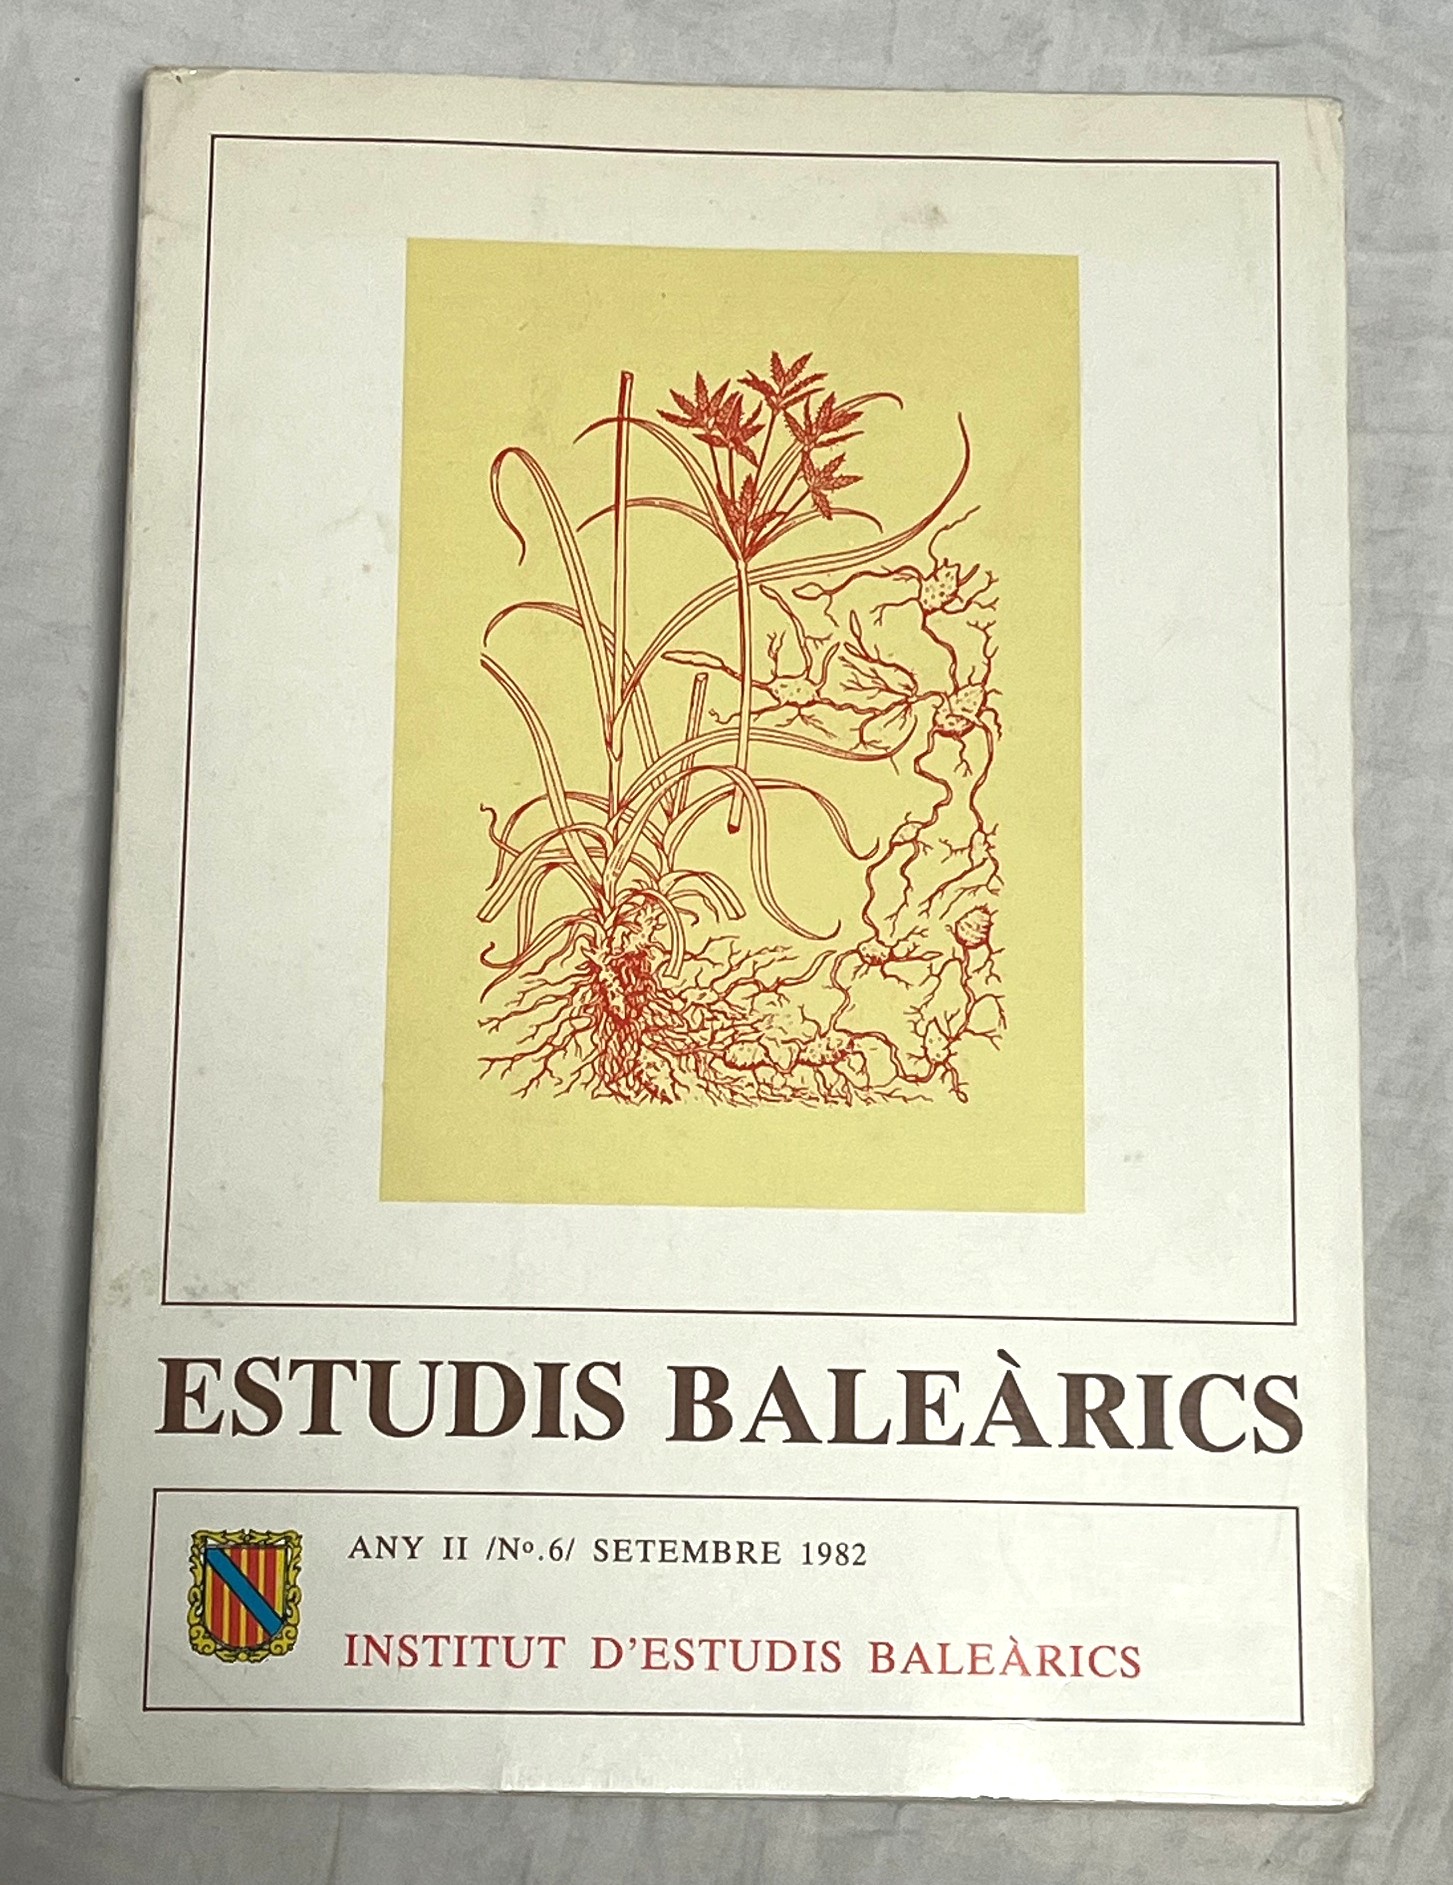 ESTUDIS BALEÀRICS
ANY II /Nº.6/ SETEMBRE 1982
INSTITUT D'ESTUDIS BALEÀRICS